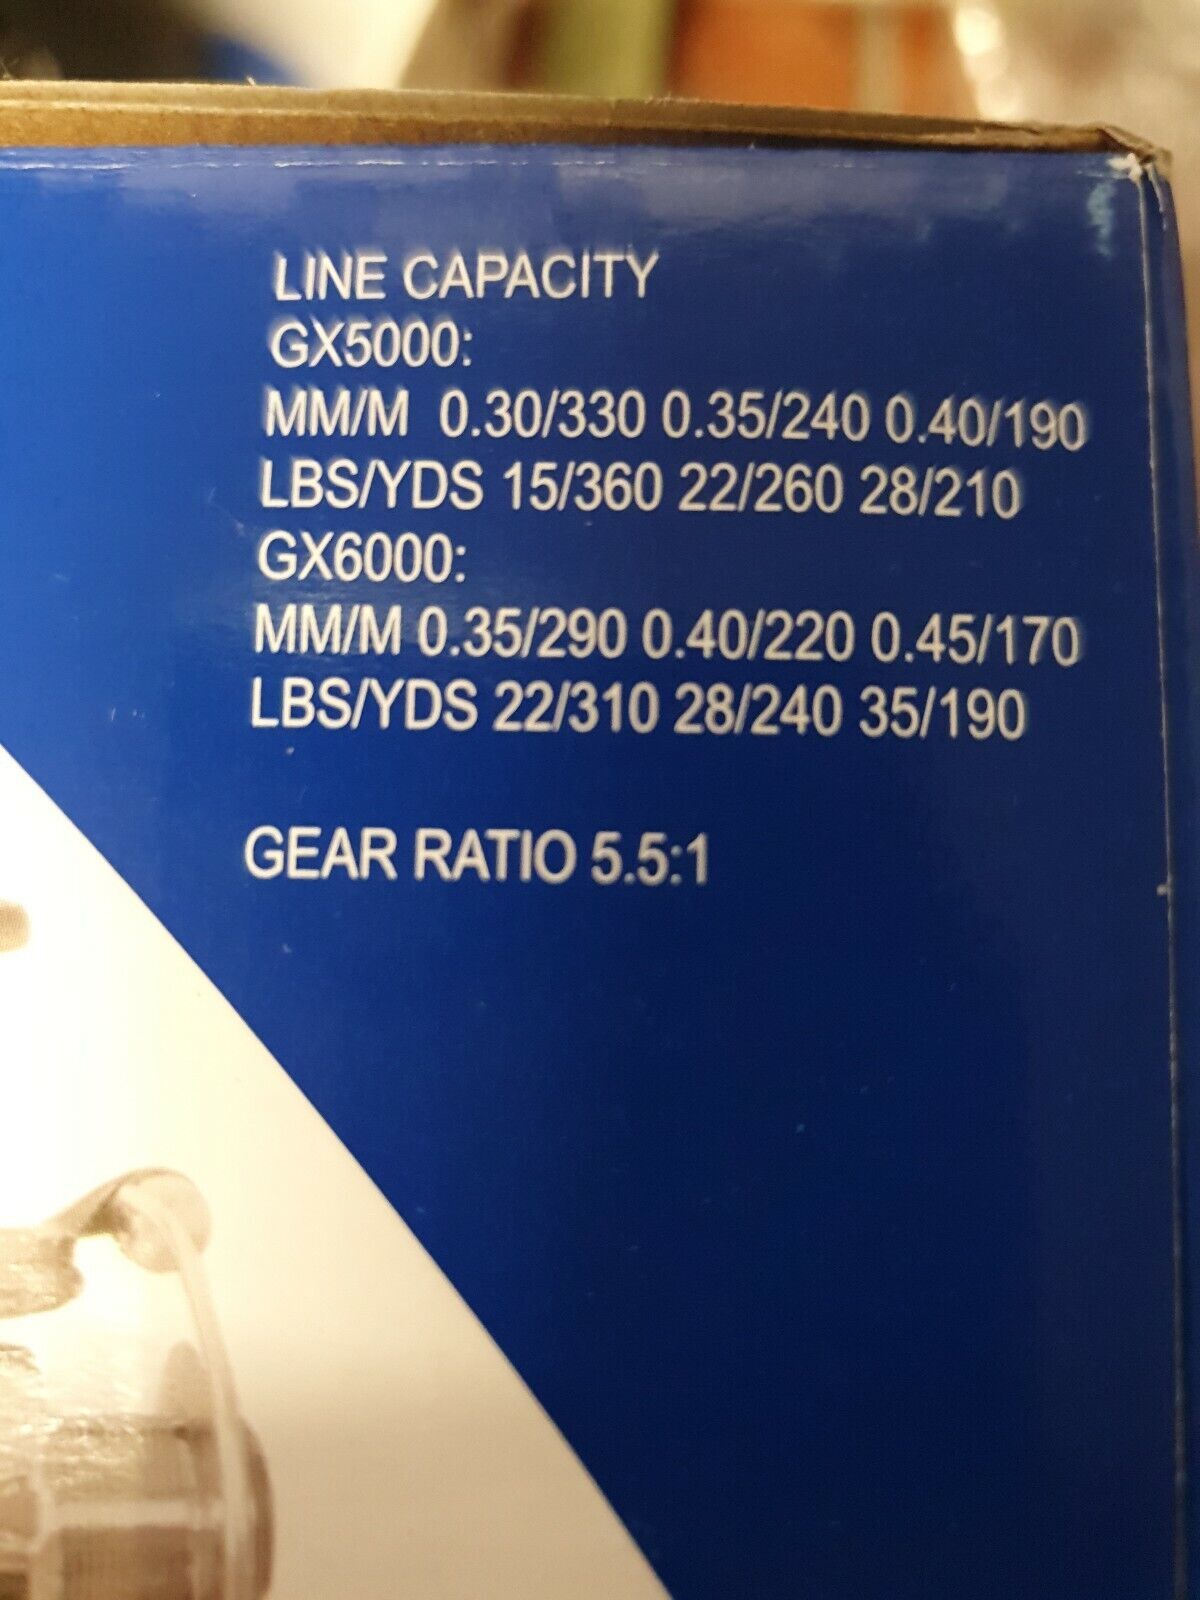 LINE CAPACITY
GX5000:
MM/M 0.30/330 0.35/240 0.40/190
LBS/YDS 15/360 22/260 28/210
GX6000:
MM/M 0.35/290 0.40/220 0.45/170
LBS/YDS 22/310 28/240 35/190
GEAR RATIO 5.5:1